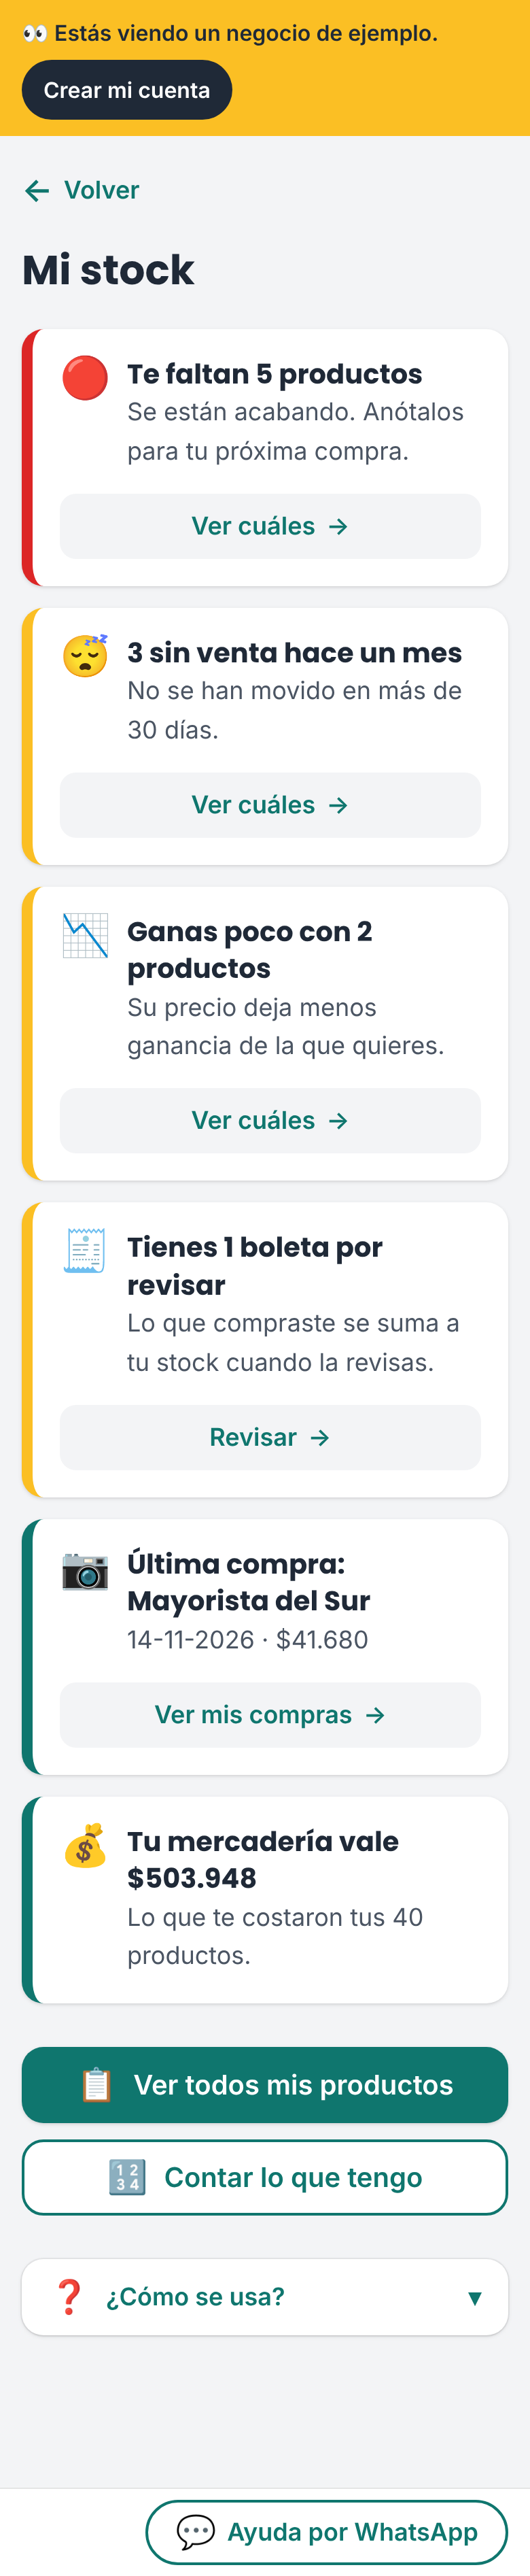 👀 Estás viendo un negocio de ejemplo.
Crear mi cuenta
← Volver
Mi stock
Te faltan 5 productos
Se están acabando. Anótalos
para tu próxima compra.
Ver cuáles →
3 sin venta hace un mes
No se han movido en más de
30 días.
Ver cuáles →
Ganas poco con 2
productos
Su precio deja menos
ganancia de la que quieres.
Ver cuáles →
Tienes 1 boleta por
revisar
Lo que compraste se suma a
tu stock cuando la revisas.
Revisar →
Última compra:
Mayorista del Sur
14-11-2026 · $41.680
Ver mis compras →
Tu mercadería vale
$503.948
Lo que te costaron tus 40
productos.
Ver todos mis productos
Contar lo que tengo
¿Cómo se usa? ▼
Ayuda por WhatsApp